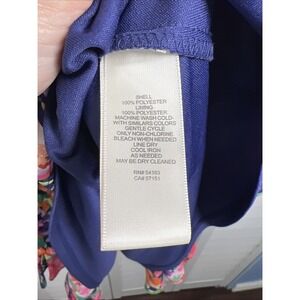 SHELL
100% POLYESTER
LINING
100% POLYESTER
MACHINE WASH COLD
WITH SIMILARS COLORS
GENTLE CYCLE
ONLY NON-CHLORINE
BLEACH WHEN NEEDED
LINE DRY
COOL IRON
AS NEEDED
MAY BE DRY CLEANED
RN# 54163
CA# 57151